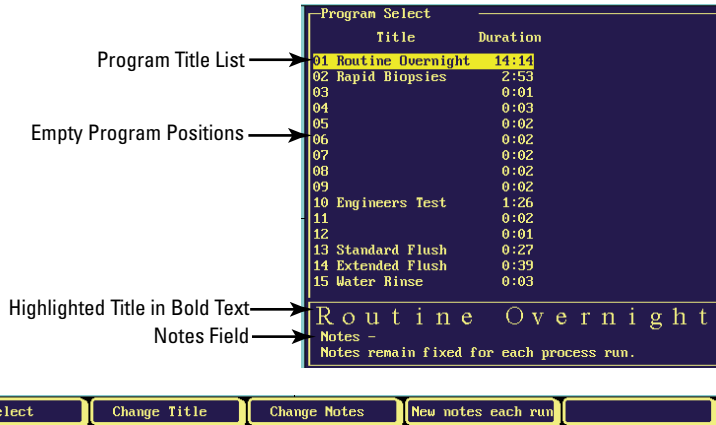 Program Select
Title Duration
Program Title List
01 Routine Overnight 14:14
02 Rapid Biopsies 2:53
03 0:01
04 0:03
05 0:02
Empty Program Positions
06 0:02
07 0:02
08 0:02
09 0:02
10 Engineers Test 1:26
11 0:02
12 0:01
13 Standard Flush 0:27
14 Extended Flush 0:39
15 Water Rinse 0:03
Highlighted Title in Bold Text
Routine Overnight
Notes Field
Notes -
Notes remain fixed for each process run.
elect Change Title Change Notes New notes each run